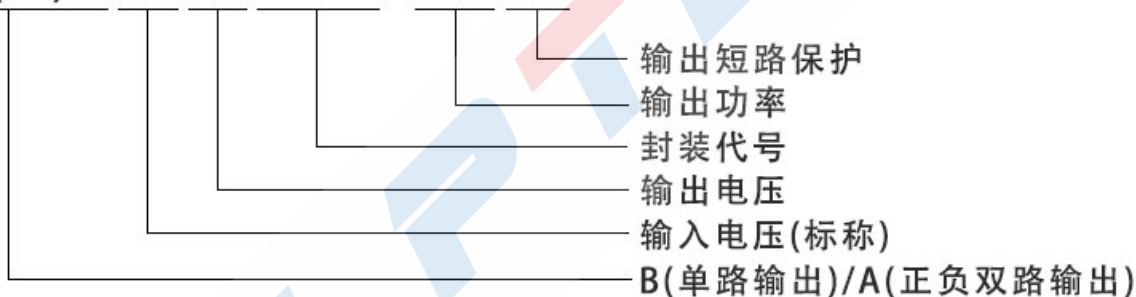 输出短路保护
输出功率
封装代号
输出电压
输入电压(标称)
B(单路输出)/A(正负双路输出)